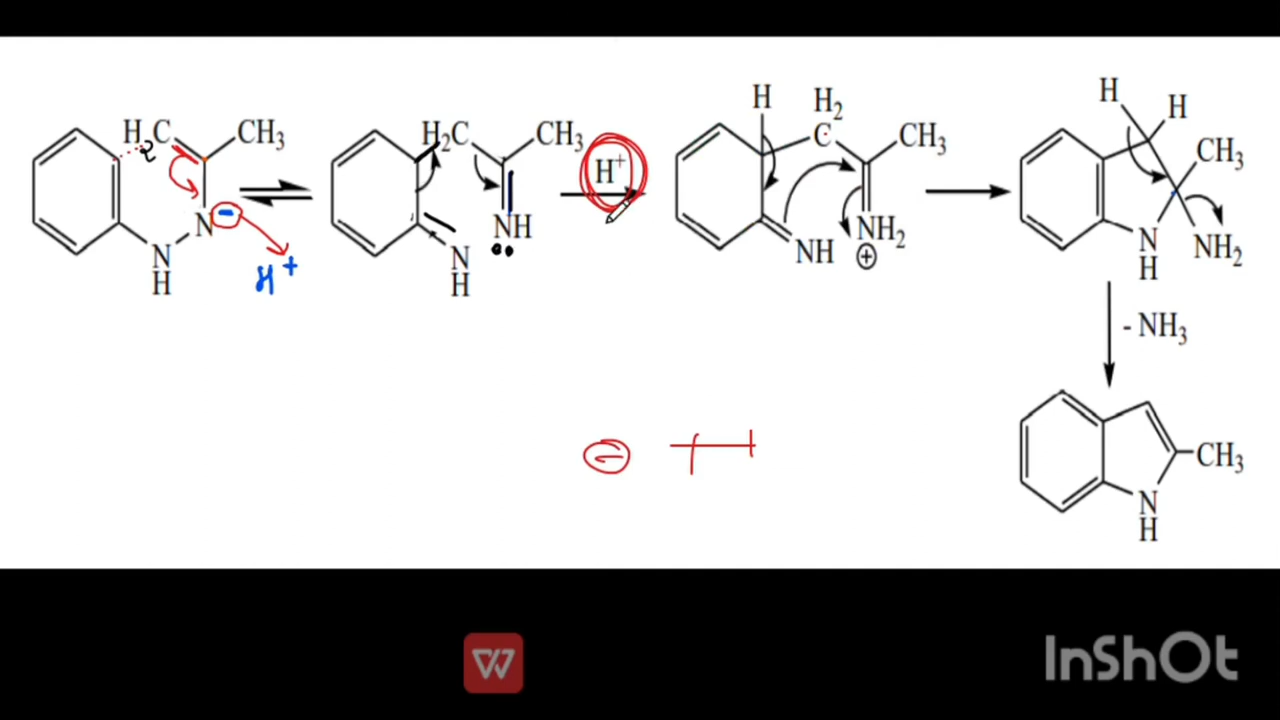 H₂C CH₃ N − N H H⁺
H₂C CH₃ NH N H
H⁺
H H₂ C CH₃ NH NH₂ ⊕
H H CH₃ N H NH₂
- NH₃
⊖
CH₃ N H
W
InShOt